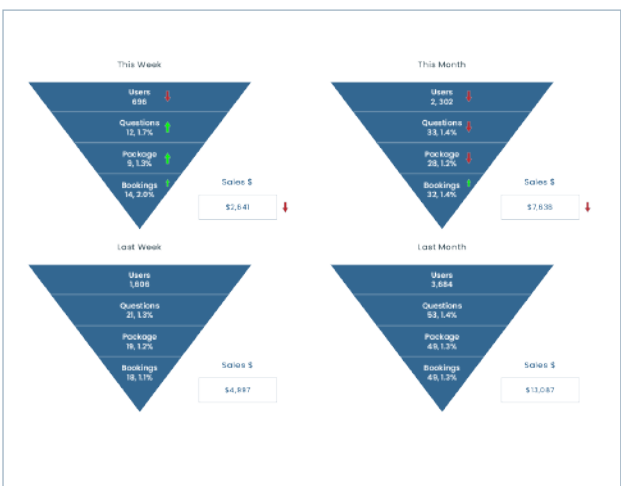 This Week
Users
696
Questions
12, 1.7%
Package
9, 1.3%
Bookings
14, 2.0%
Sales $
$2,641
This Month
Users
2, 302
Questions
33, 1.4%
Package
28, 1.2%
Bookings
32, 1.4%
Sales $
$7,638
Last Week
Users
1,606
Questions
21, 1.3%
Package
19, 1.2%
Bookings
18, 1.1%
Sales $
$4,897
Last Month
Users
3,684
Questions
53, 1.4%
Package
49, 1.3%
Bookings
49, 1.3%
Sales $
$13,087